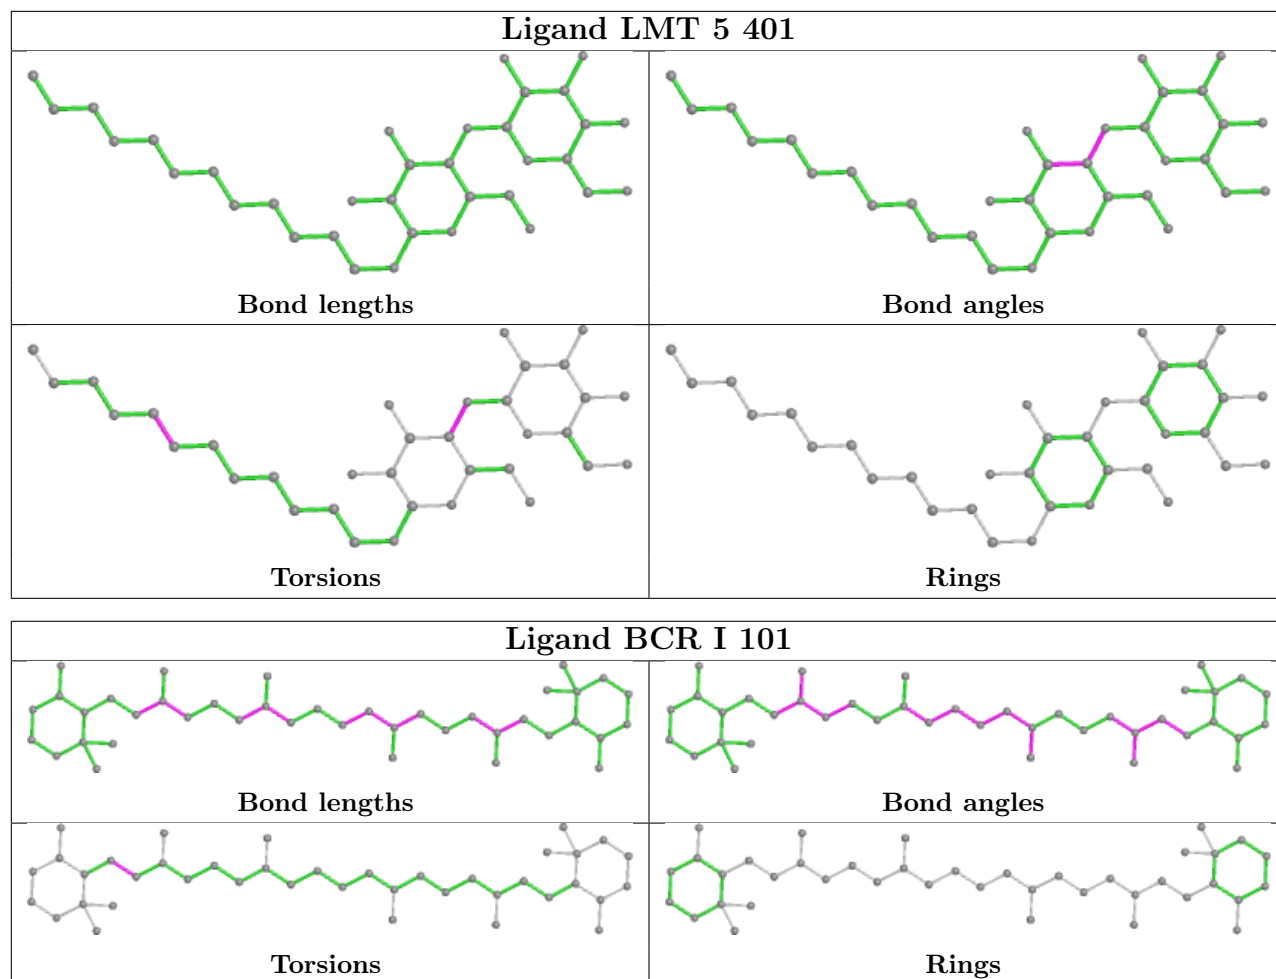 Ligand LMT 5 401
Bond lengths
Bond angles
Torsions
Rings
Ligand BCR I 101
Bond lengths
Bond angles
Torsions
Rings